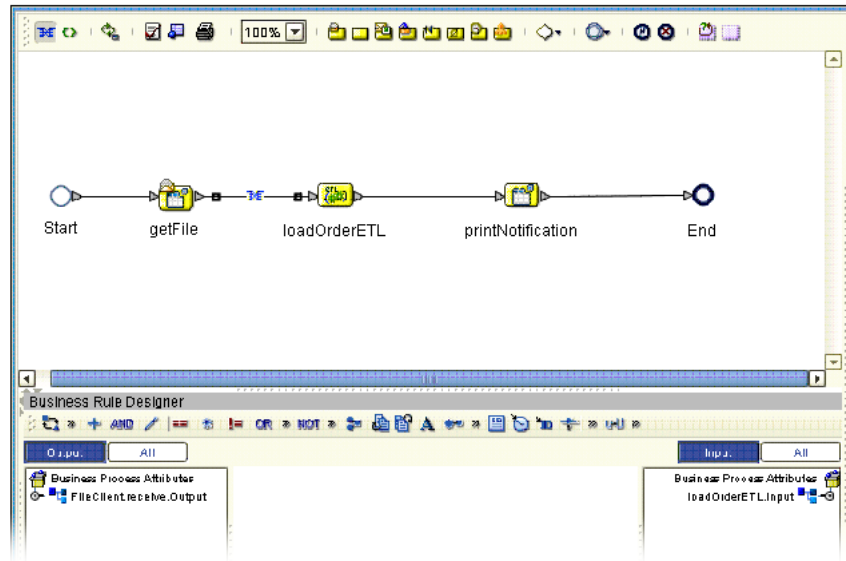 100%
Start
getFile
loadOrderETL
printNotification
End
Business Rule Designer
AND
OR
NOT
Output
All
Input
All
Business Process Attributes
FileClient.receive.Output
Business Process Attributes
loadOrderETL.Input